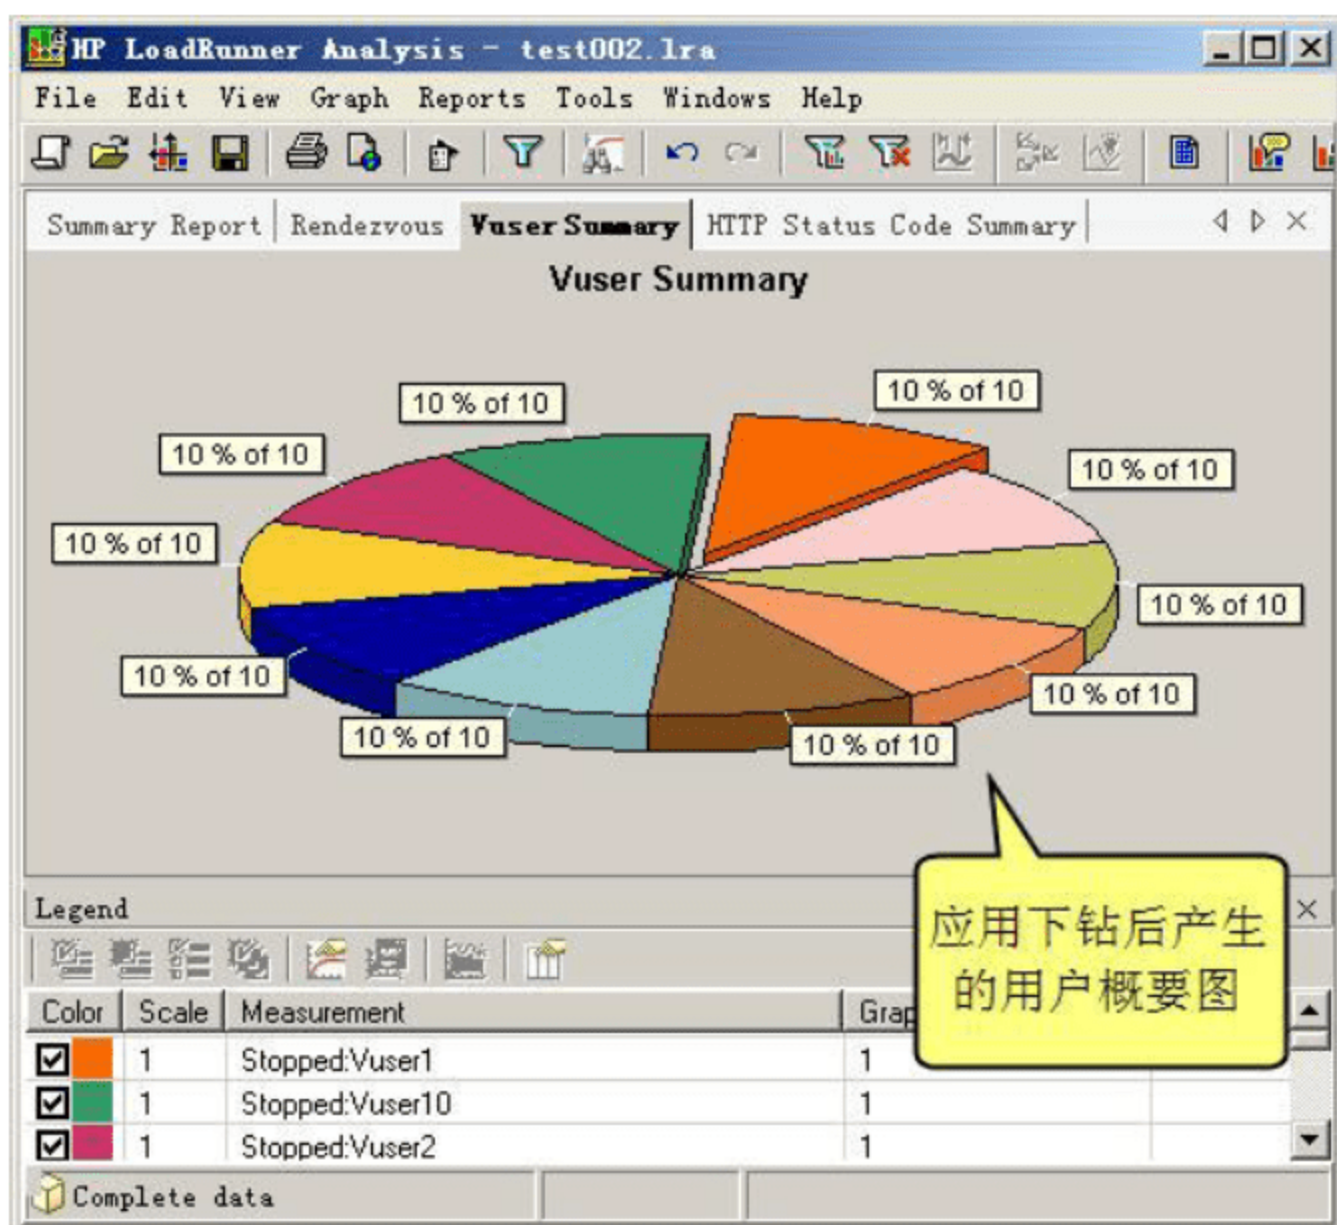 HP LoadRunner Analysis - test002.lra
File Edit View Graph Reports Tools Windows Help
Summary Report Rendezvous Vuser Summary HTTP Status Code Summary
Vuser Summary
10 % of 10
10 % of 10
10 % of 10
10 % of 10
10 % of 10
10 % of 10
10 % of 10
10 % of 10
10 % of 10
10 % of 10
应用下钻后产生
的用户概要图
Legend
Color Scale Measurement
1 Stopped:Vuser1 1
1 Stopped:Vuser10 1
1 Stopped:Vuser2 1
Complete data